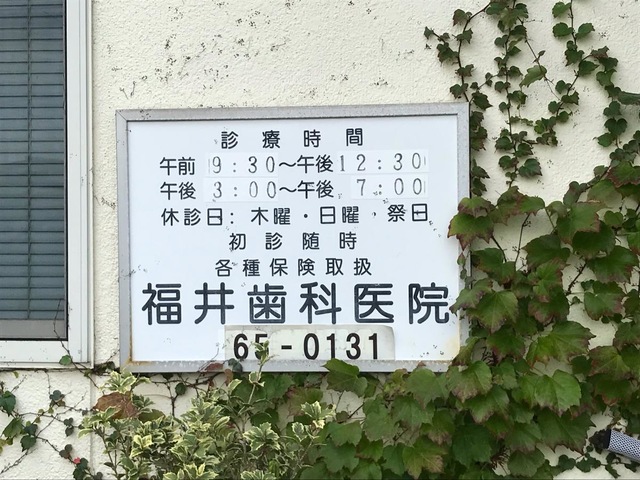 診療時間
午前 9:30～午後12:30
午後 3:00～午後 7:00
休診日：木曜・日曜・祭日
初診随時
各種保険取扱
福井歯科医院
65-0131